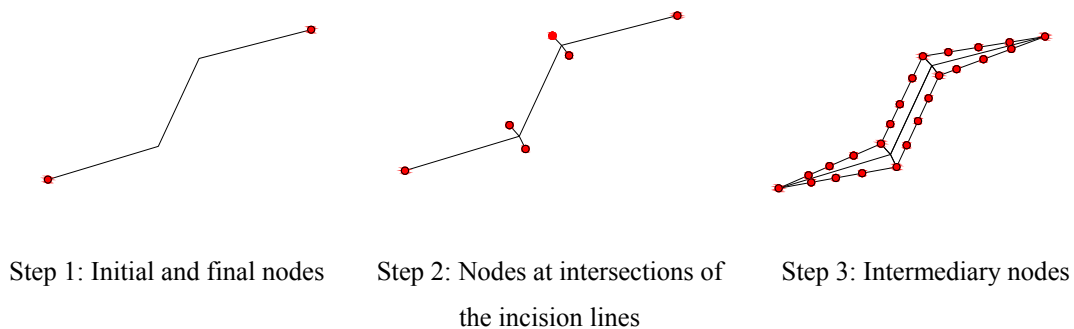 Step 1: Initial and final nodes
Step 2: Nodes at intersections of
the incision lines
Step 3: Intermediary nodes